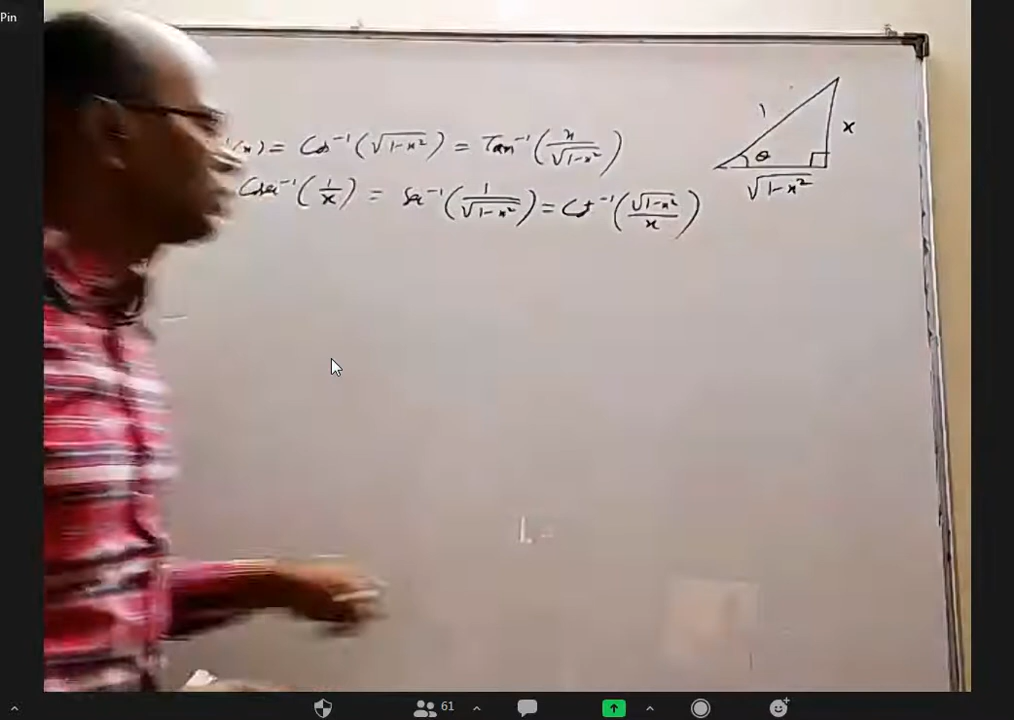 Pin
(x) = Cos⁻¹(√1-x²) = Tan⁻¹(x/√1-x²)
Cosec⁻¹(1/x) = Sec⁻¹(1/√1-x²) = Cot⁻¹(√1-x²/x)
1
x
θ
√1-x²
61